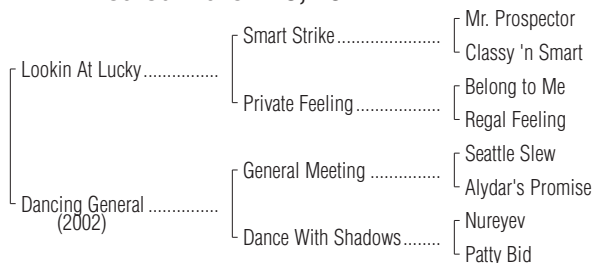 Mr. Prospector
Smart Strike...................
Classy 'n Smart
Lookin At Lucky..............
Belong to Me
Private Feeling.................
Regal Feeling
Seattle Slew
General Meeting ..............
Alydar's Promise
Dancing General ..............
(2002)
Nureyev
Dance With Shadows........
Patty Bid